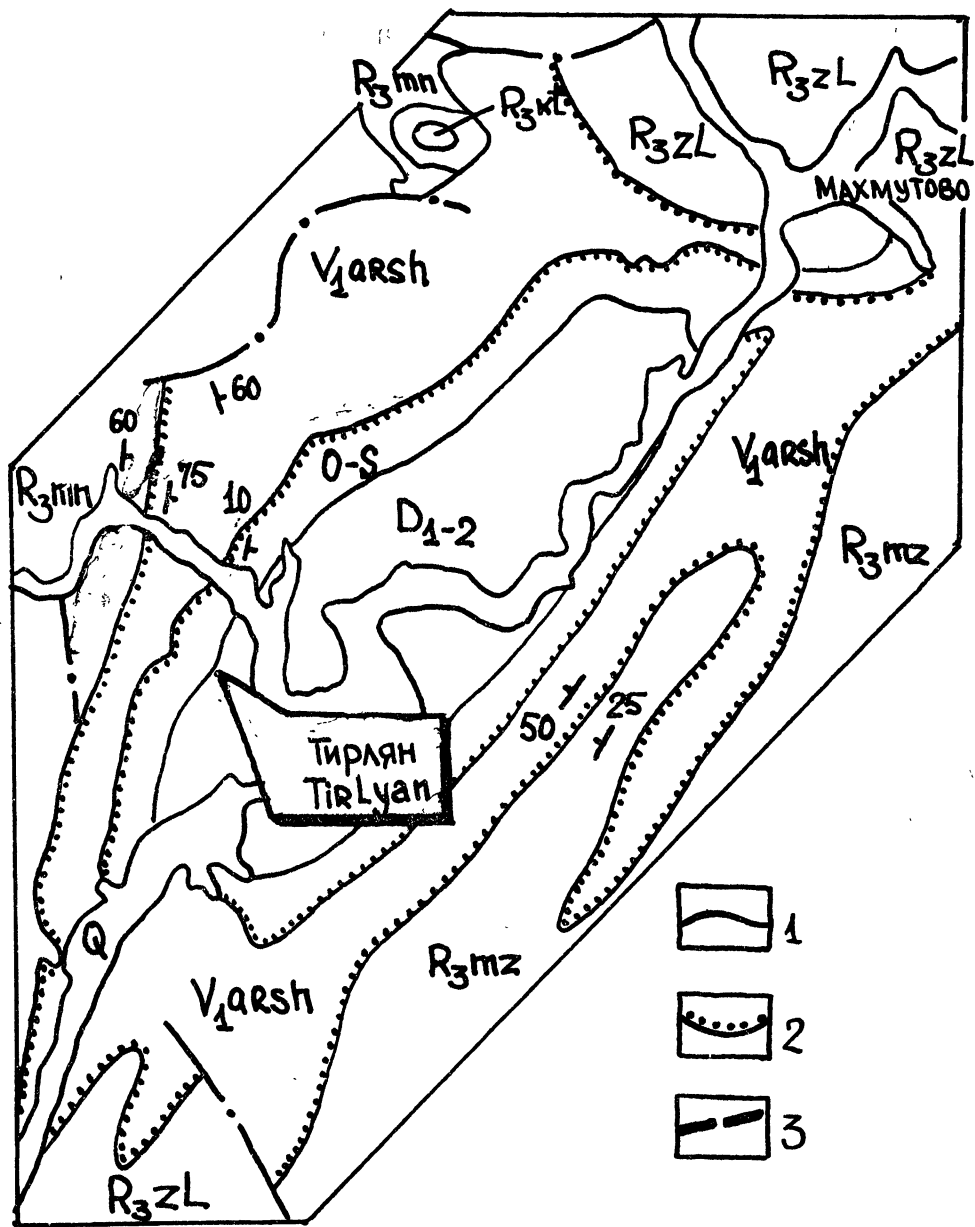 R₃mn
R₃kt
R₃zL
R₃zL
R₃zL
МАХМУТОВО
V₁arsh
60
60
75
10
O-S
R₃mn
D₁₋₂
V₁arsh
R₃mz
50
25
Тирлян
TiRLyan
Q
R₃mz
V₁arsh
R₃zL
1
2
3